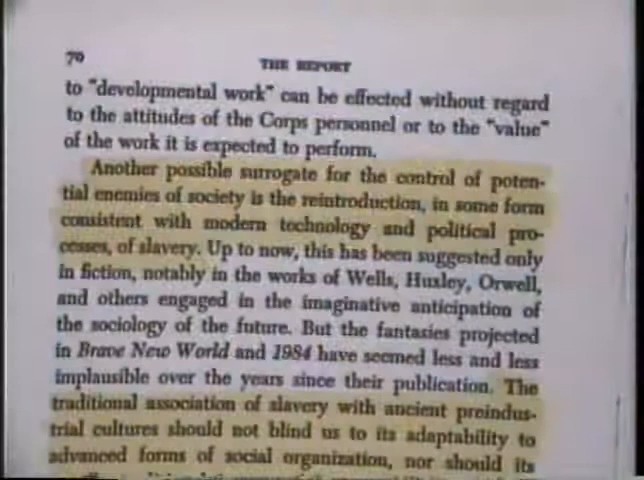 70
THE REPORT
to "developmental work" can be effected without regard
to the attitudes of the Corps personnel or to the "value"
of the work it is expected to perform.
Another possible surrogate for the control of poten-
tial enemies of society is the reintroduction, in some form
consistent with modern technology and political pro-
cesses, of slavery. Up to now, this has been suggested only
in fiction, notably in the works of Wells, Huxley, Orwell,
and others engaged in the imaginative anticipation of
the sociology of the future. But the fantasies projected
in Brave New World and 1984 have seemed less and less
implausible over the years since their publication. The
traditional association of slavery with ancient preindus-
trial cultures should not blind us to its adaptability to
advanced forms of social organization, nor should its